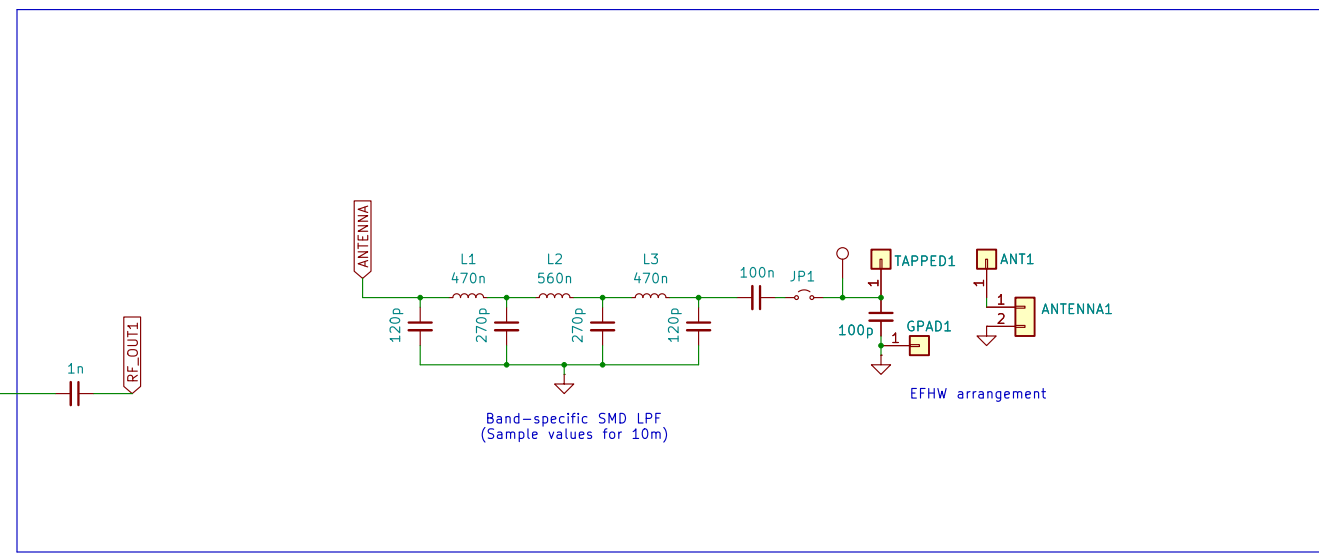 ANTENNA
L1
470n
L2
560n
L3
470n
100n
JP1
TAPPED1
1
ANT1
1
1
2
ANTENNA1
120p
270p
270p
120p
100p
GPAD1
1
1n
RF_OUT1
EFHW arrangement
Band-specific SMD LPF
(Sample values for 10m)